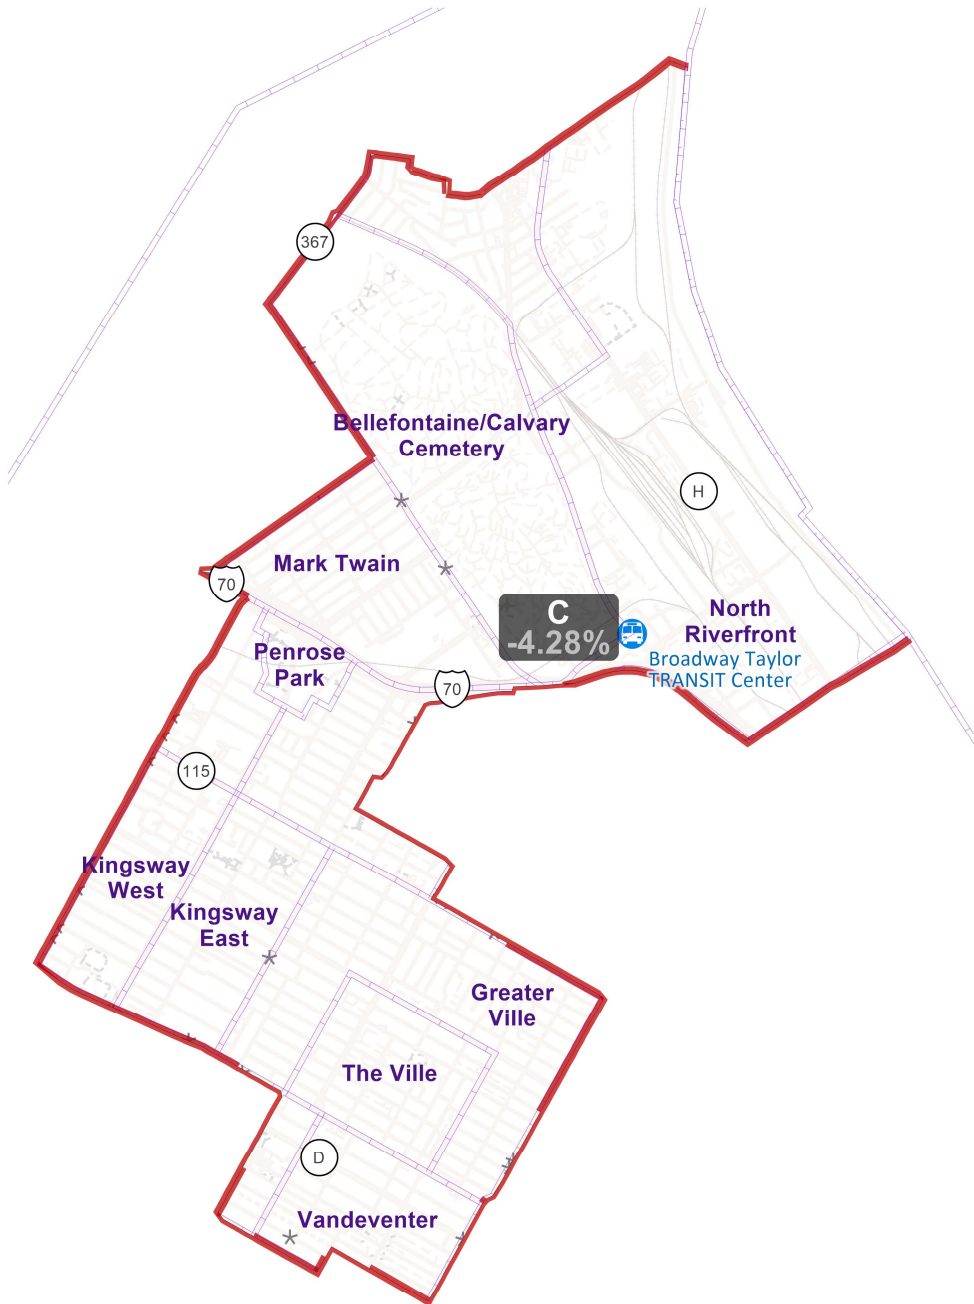 367
Bellefontaine/Calvary
Cemetery
H
Mark Twain
70
C
-4.28%
North
Riverfront
Broadway Taylor
TRANSIT Center
Penrose
Park
70
115
Kingsway
West
Kingsway
East
Greater
Ville
The Ville
D
Vandeventer